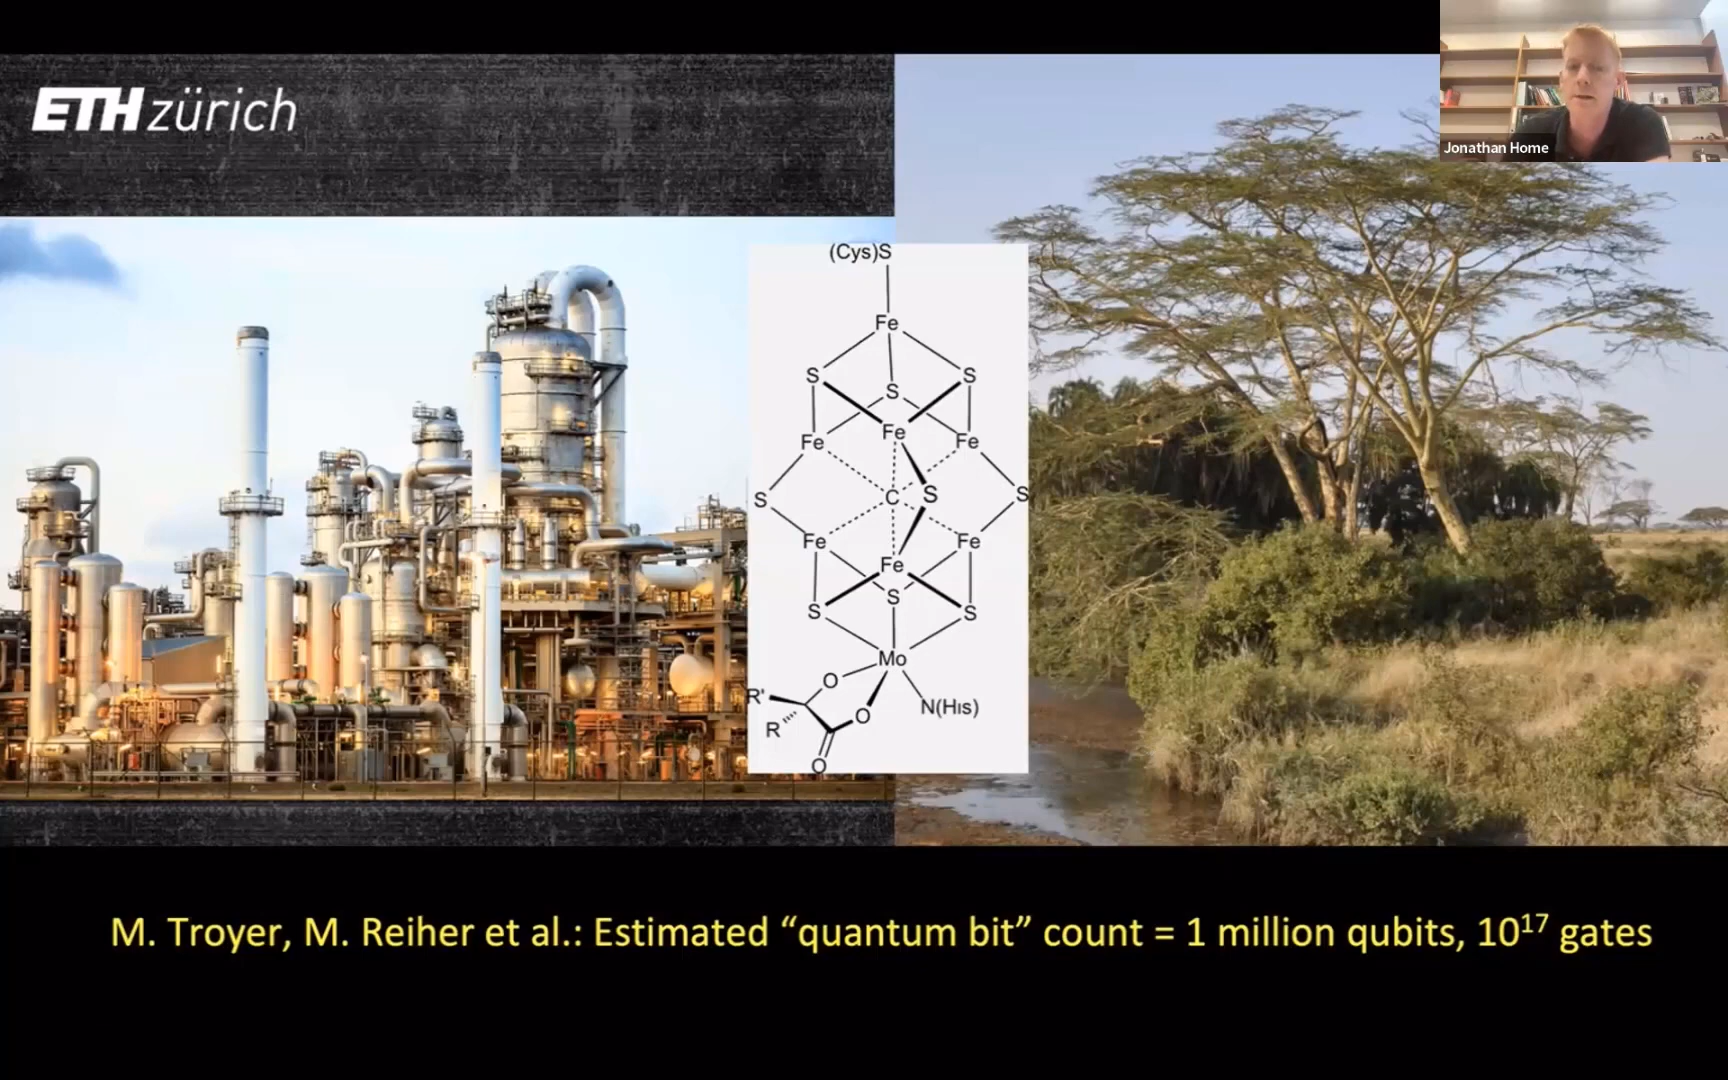 ETH zürich
Jonathan Home
(Cys)S
Fe
S S
S
Fe Fe Fe
S C S S
Fe Fe
Fe
S S S
Mo
O
R' N(His)
R O
O
M. Troyer, M. Reiher et al.: Estimated “quantum bit” count = 1 million qubits, 10¹⁷ gates